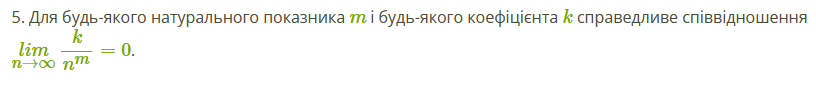 5. Для будь-якого натурального показника m і будь-якого коефіцієнта k справедливе співвідношення
lim n→∞ k/n^m = 0.